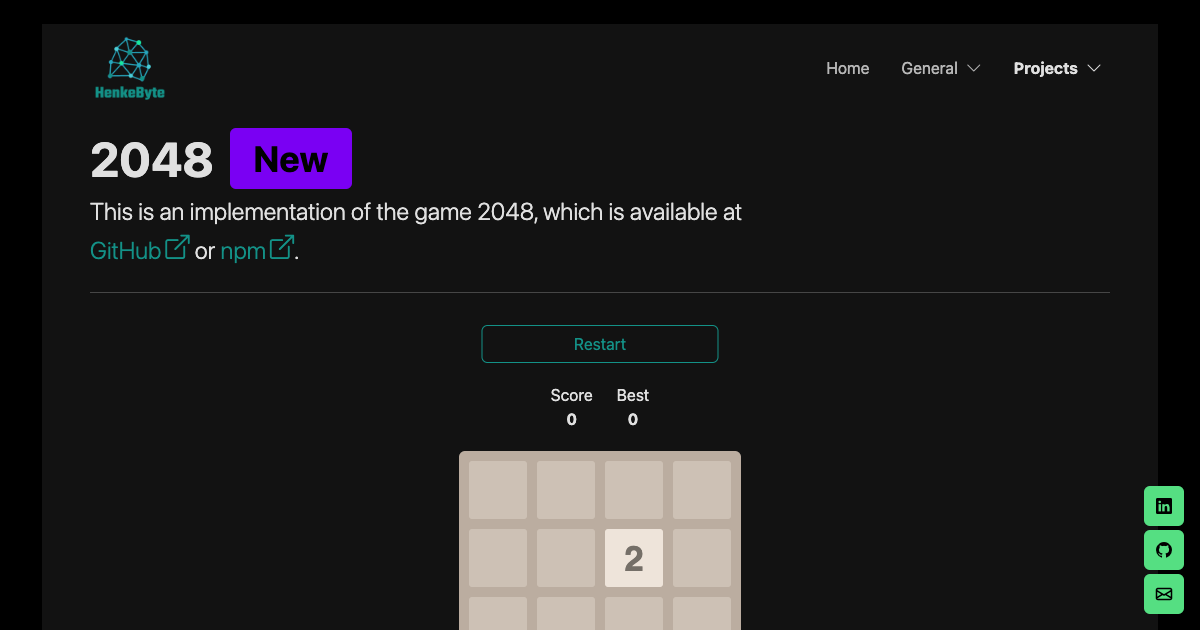 HenkeByte
Home General Projects
2048 New
This is an implementation of the game 2048, which is available at
GitHub or npm.
Restart
Score Best
0 0
2
in